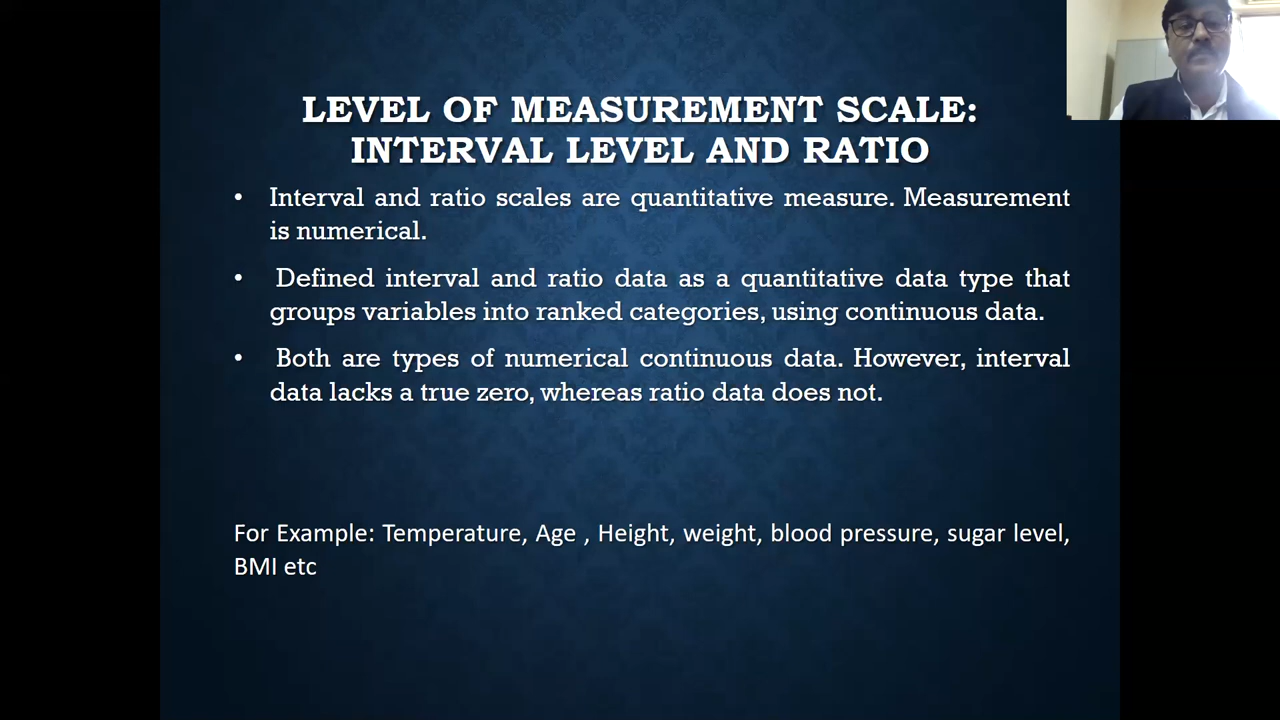 LEVEL OF MEASUREMENT SCALE:
INTERVAL LEVEL AND RATIO
• Interval and ratio scales are quantitative measure. Measurement
is numerical.
• Defined interval and ratio data as a quantitative data type that
groups variables into ranked categories, using continuous data.
• Both are types of numerical continuous data. However, interval
data lacks a true zero, whereas ratio data does not.
For Example: Temperature, Age , Height, weight, blood pressure, sugar level,
BMI etc